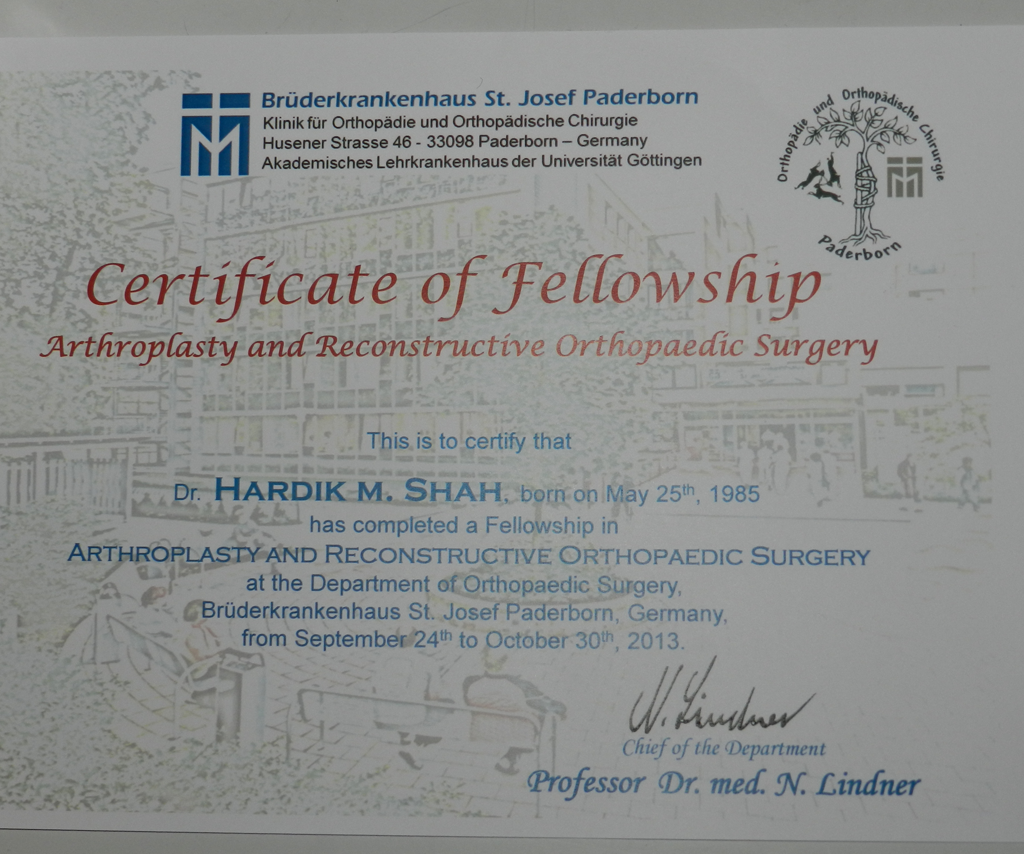 Brüderkrankenhaus St. Josef Paderborn
Klinik für Orthopädie und Orthopädische Chirurgie
Husener Strasse 46 - 33098 Paderborn – Germany
Akademisches Lehrkrankenhaus der Universität Göttingen
Orthopädie und Orthopädische Chirurgie
Paderborn
Certificate of Fellowship
Arthroplasty and Reconstructive Orthopaedic Surgery
This is to certify that
Dr. HARDIK M. SHAH, born on May 25th, 1985
has completed a Fellowship in
ARTHROPLASTY AND RECONSTRUCTIVE ORTHOPAEDIC SURGERY
at the Department of Orthopaedic Surgery,
Brüderkrankenhaus St. Josef Paderborn, Germany,
from September 24th to October 30th, 2013.
N. Lindner
Chief of the Department
Professor Dr. med. N. Lindner